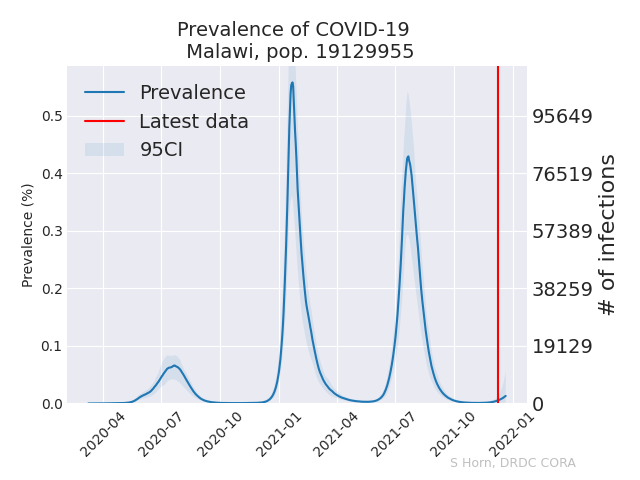 Prevalence of COVID-19
Malawi, pop. 19129955
Prevalence
Latest data
95CI
Prevalence (%)
0.5
0.4
0.3
0.2
0.1
0.0
95649
76519
57389
38259
19129
0
# of infections
2020-04
2020-07
2020-10
2021-01
2021-04
2021-07
2021-10
2022-01
S Horn, DRDC CORA